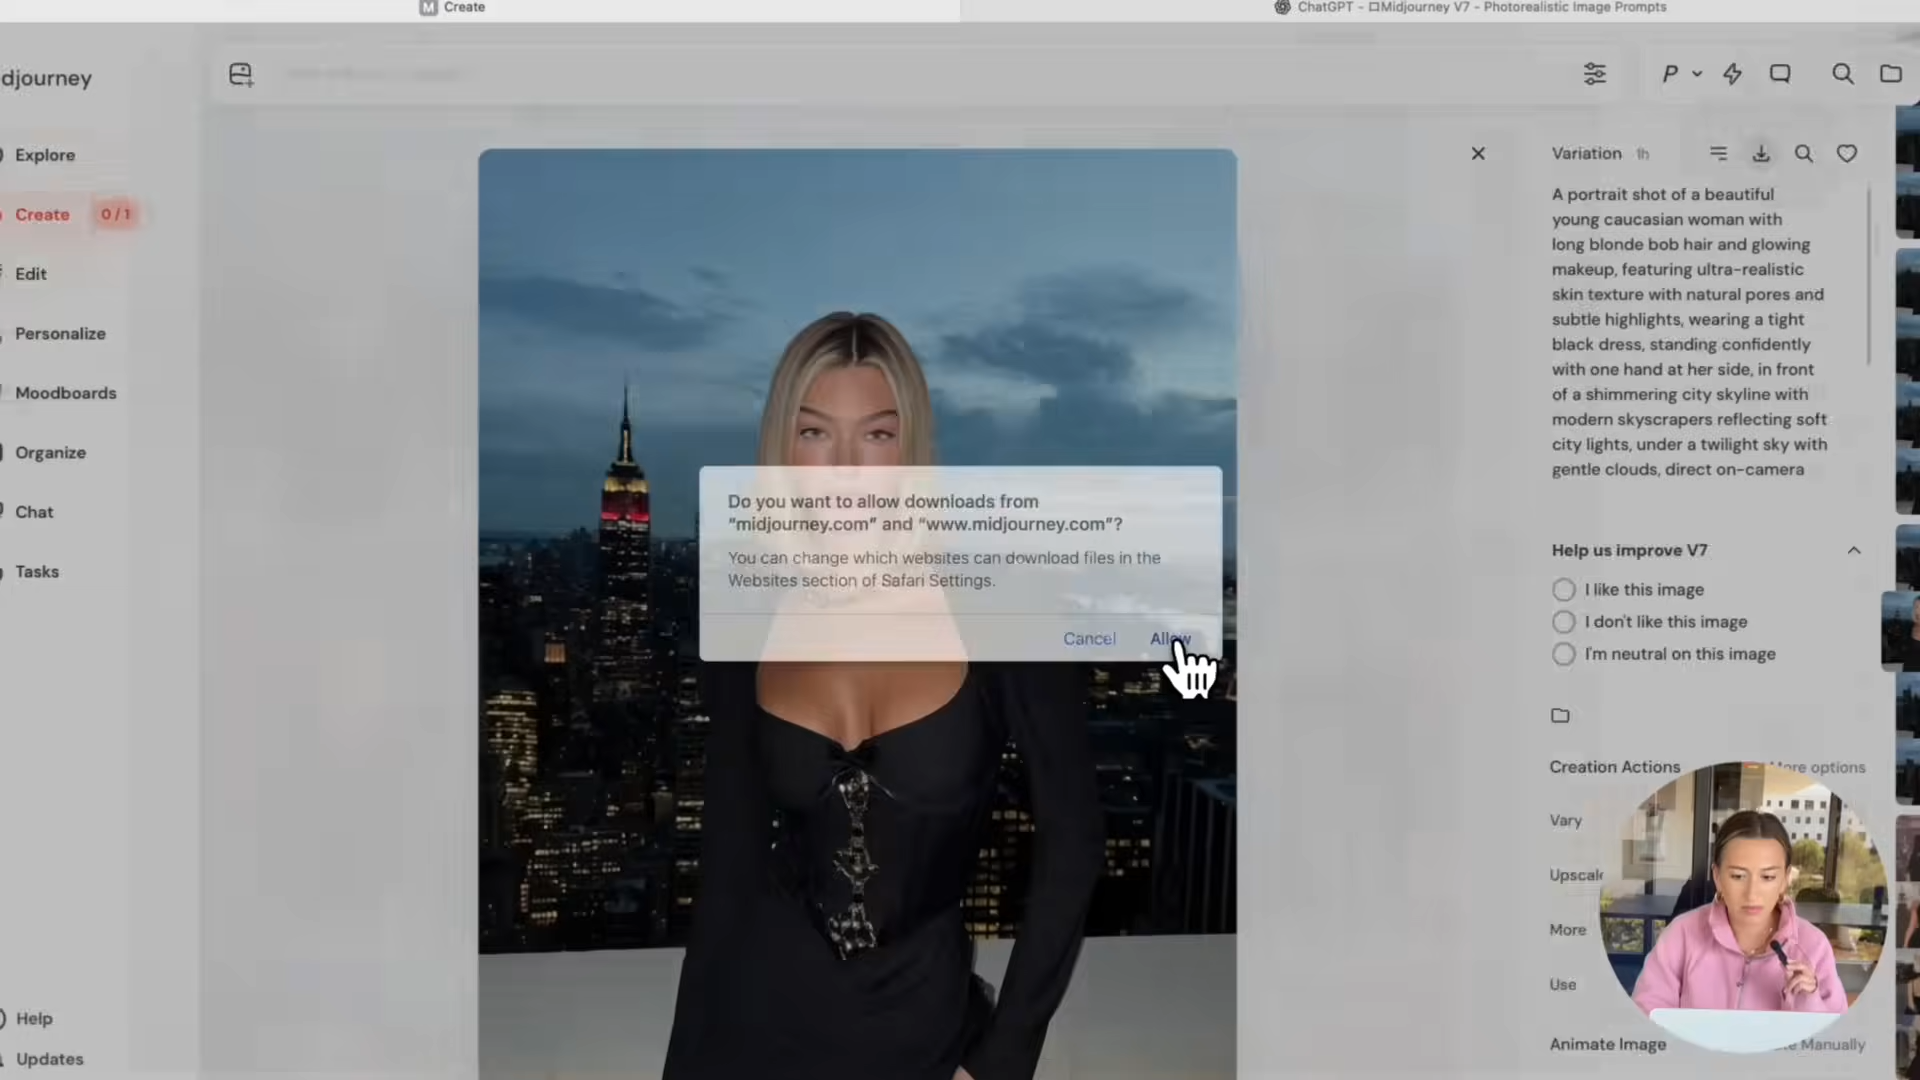 Create
ChatGPT - 🗆Midjourney V7 - Photorealistic Image Prompts
djourney
Explore
Create 0/1
Edit
Personalize
Moodboards
Organize
Chat
Tasks
Help
Updates
P
Do you want to allow downloads from
“midjourney.com” and “www.midjourney.com”?
You can change which websites can download files in the
Websites section of Safari Settings.
Cancel Allow
Variation 1h
A portrait shot of a beautiful
young caucasian woman with
long blonde bob hair and glowing
makeup, featuring ultra-realistic
skin texture with natural pores and
subtle highlights, wearing a tight
black dress, standing confidently
with one hand at her side, in front
of a shimmering city skyline with
modern skyscrapers reflecting soft
city lights, under a twilight sky with
gentle clouds, direct on-camera
Help us improve V7
I like this image
I don't like this image
I'm neutral on this image
Creation Actions More options
Vary
Upscale
More
Use
Animate Image Manually